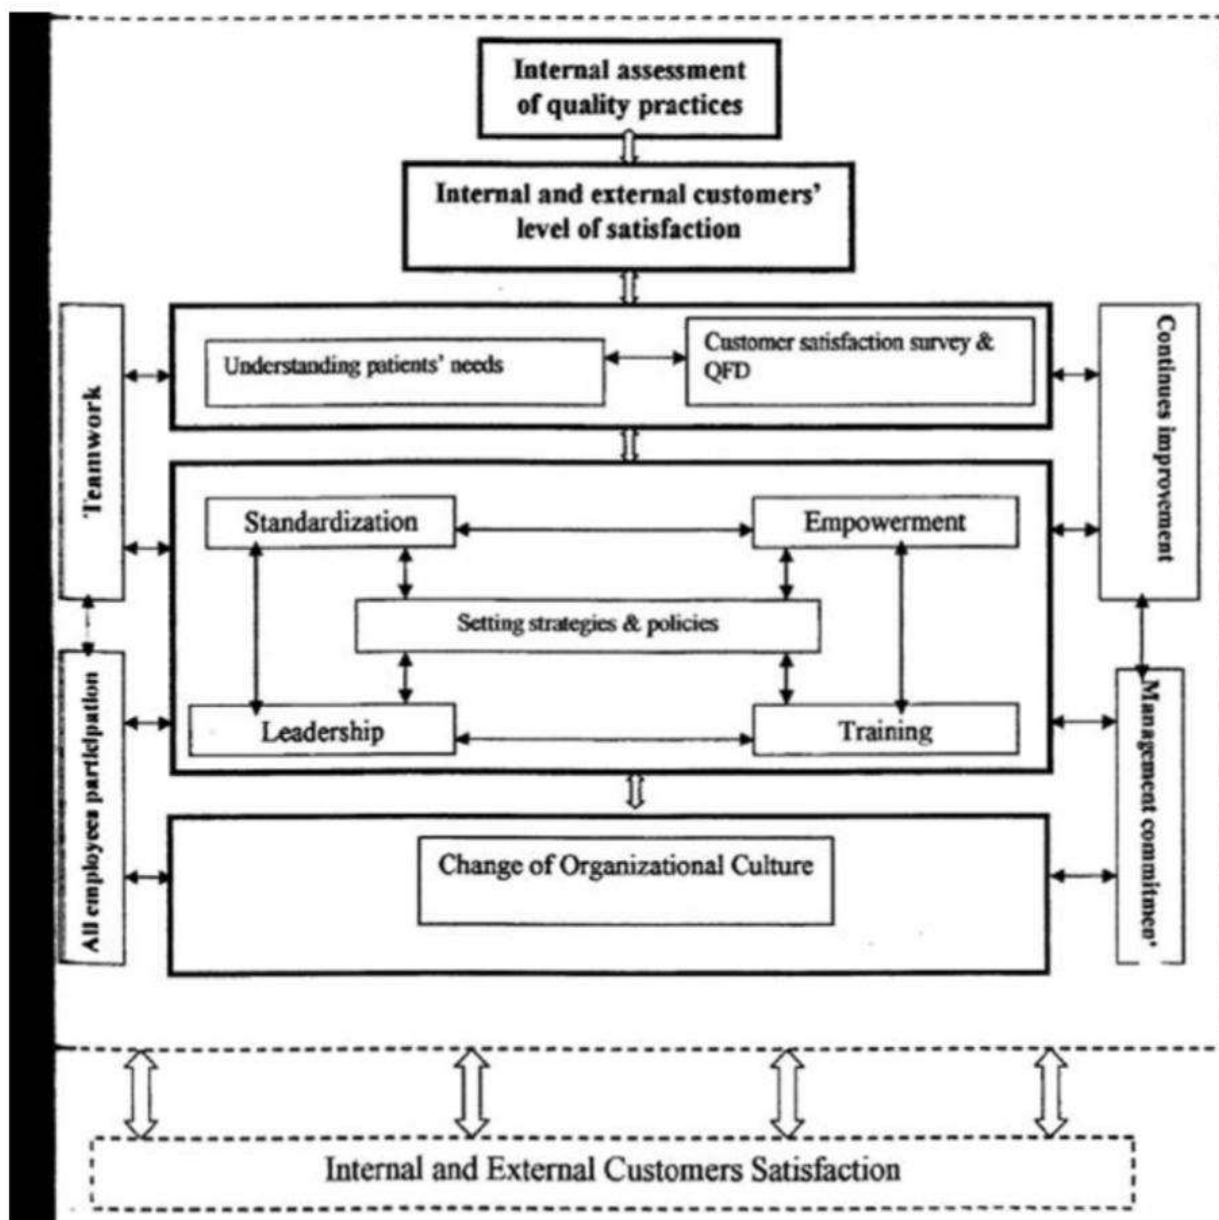 Internal assessment
of quality practices
Internal and external customers'
level of satisfaction
Understanding patients' needs
Customer satisfaction survey &
QFD
Teamwork
Continues improvement
Standardization
Empowerment
Setting strategies & policies
Leadership
Training
All employees participation
Management commitmen'
Change of Organizational Culture
Internal and External Customers Satisfaction